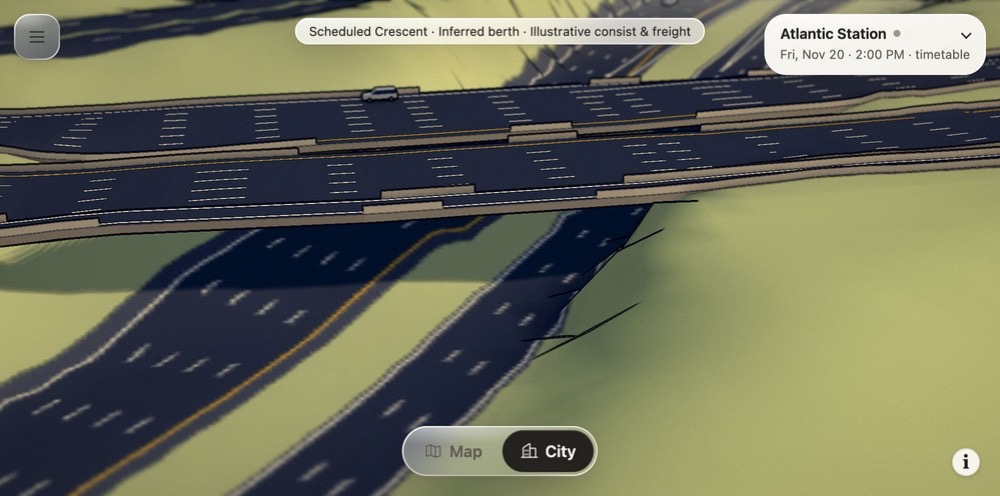 Scheduled Crescent · Inferred berth · Illustrative consist & freight
Atlantic Station
Fri, Nov 20 · 2:00 PM · timetable
Map
City
i